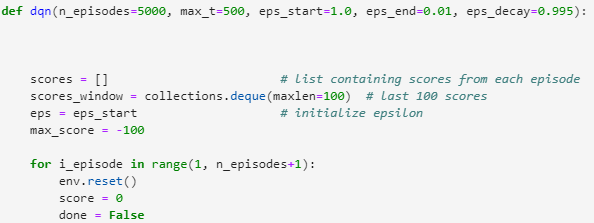 def dqn(n_episodes=5000, max_t=500, eps_start=1.0, eps_end=0.01, eps_decay=0.995):
    scores = []                        # list containing scores from each episode
    scores_window = collections.deque(maxlen=100)  # last 100 scores
    eps = eps_start                    # initialize epsilon
    max_score = -100
    for i_episode in range(1, n_episodes+1):
        env.reset()
        score = 0
        done = False